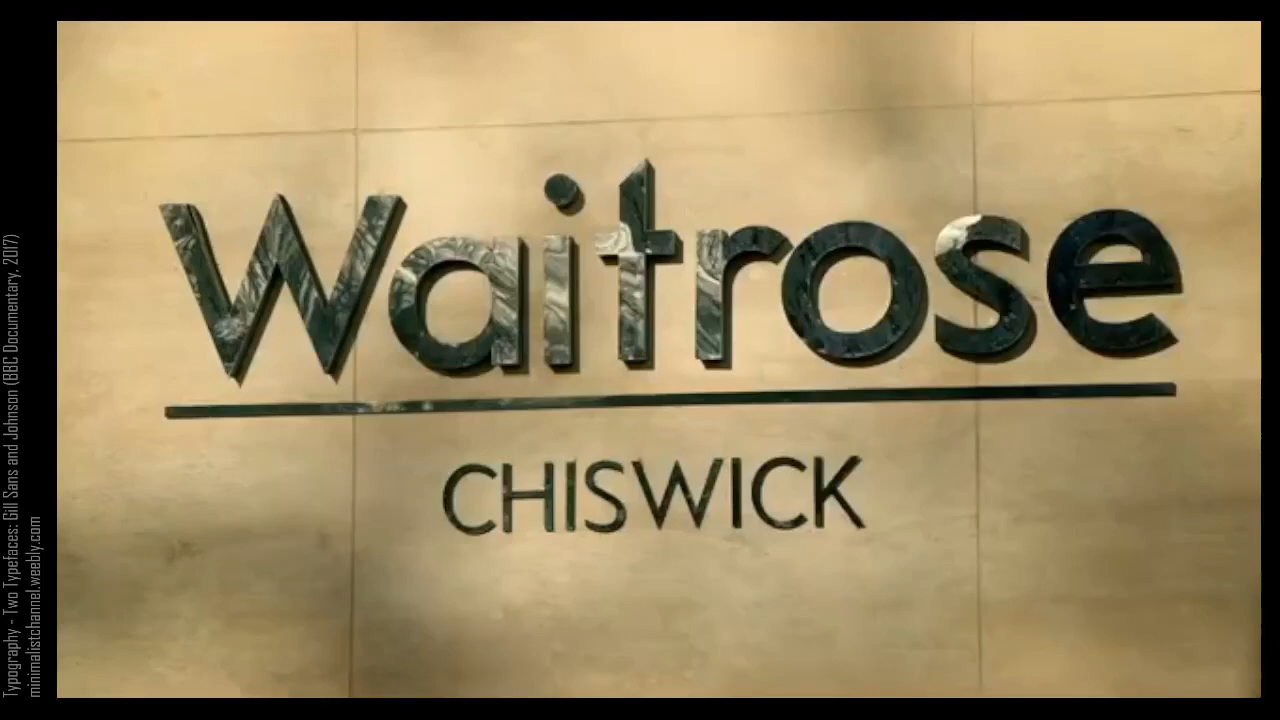 Waitrose
CHISWICK
Typography - Two Typefaces: Gill Sans and Johnson (BBC Documentary, 2017)
minimalistchannel.weebly.com